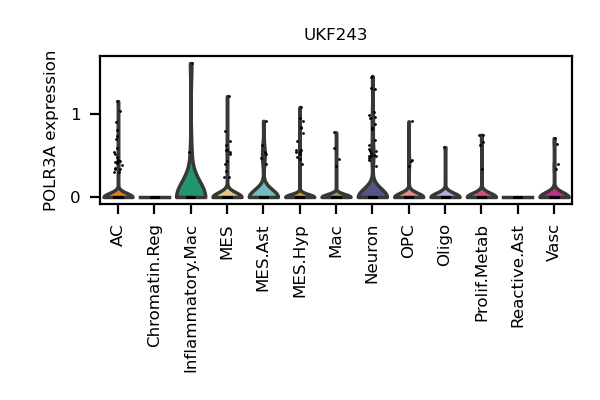 UKF243
POLR3A expression
1
0
AC
Chromatin.Reg
Inflammatory.Mac
MES
MES.Ast
MES.Hyp
Mac
Neuron
OPC
Oligo
Prolif.Metab
Reactive.Ast
Vasc